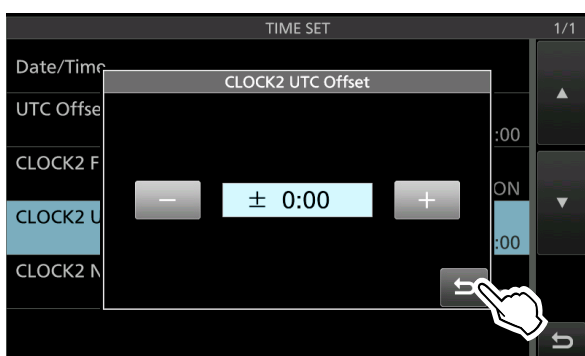 TIME SET 1/1
Date/Time
CLOCK2 UTC Offset
UTC Offse
:00
CLOCK2 F
ON
− ± 0:00 +
CLOCK2 U
:00
CLOCK2 N